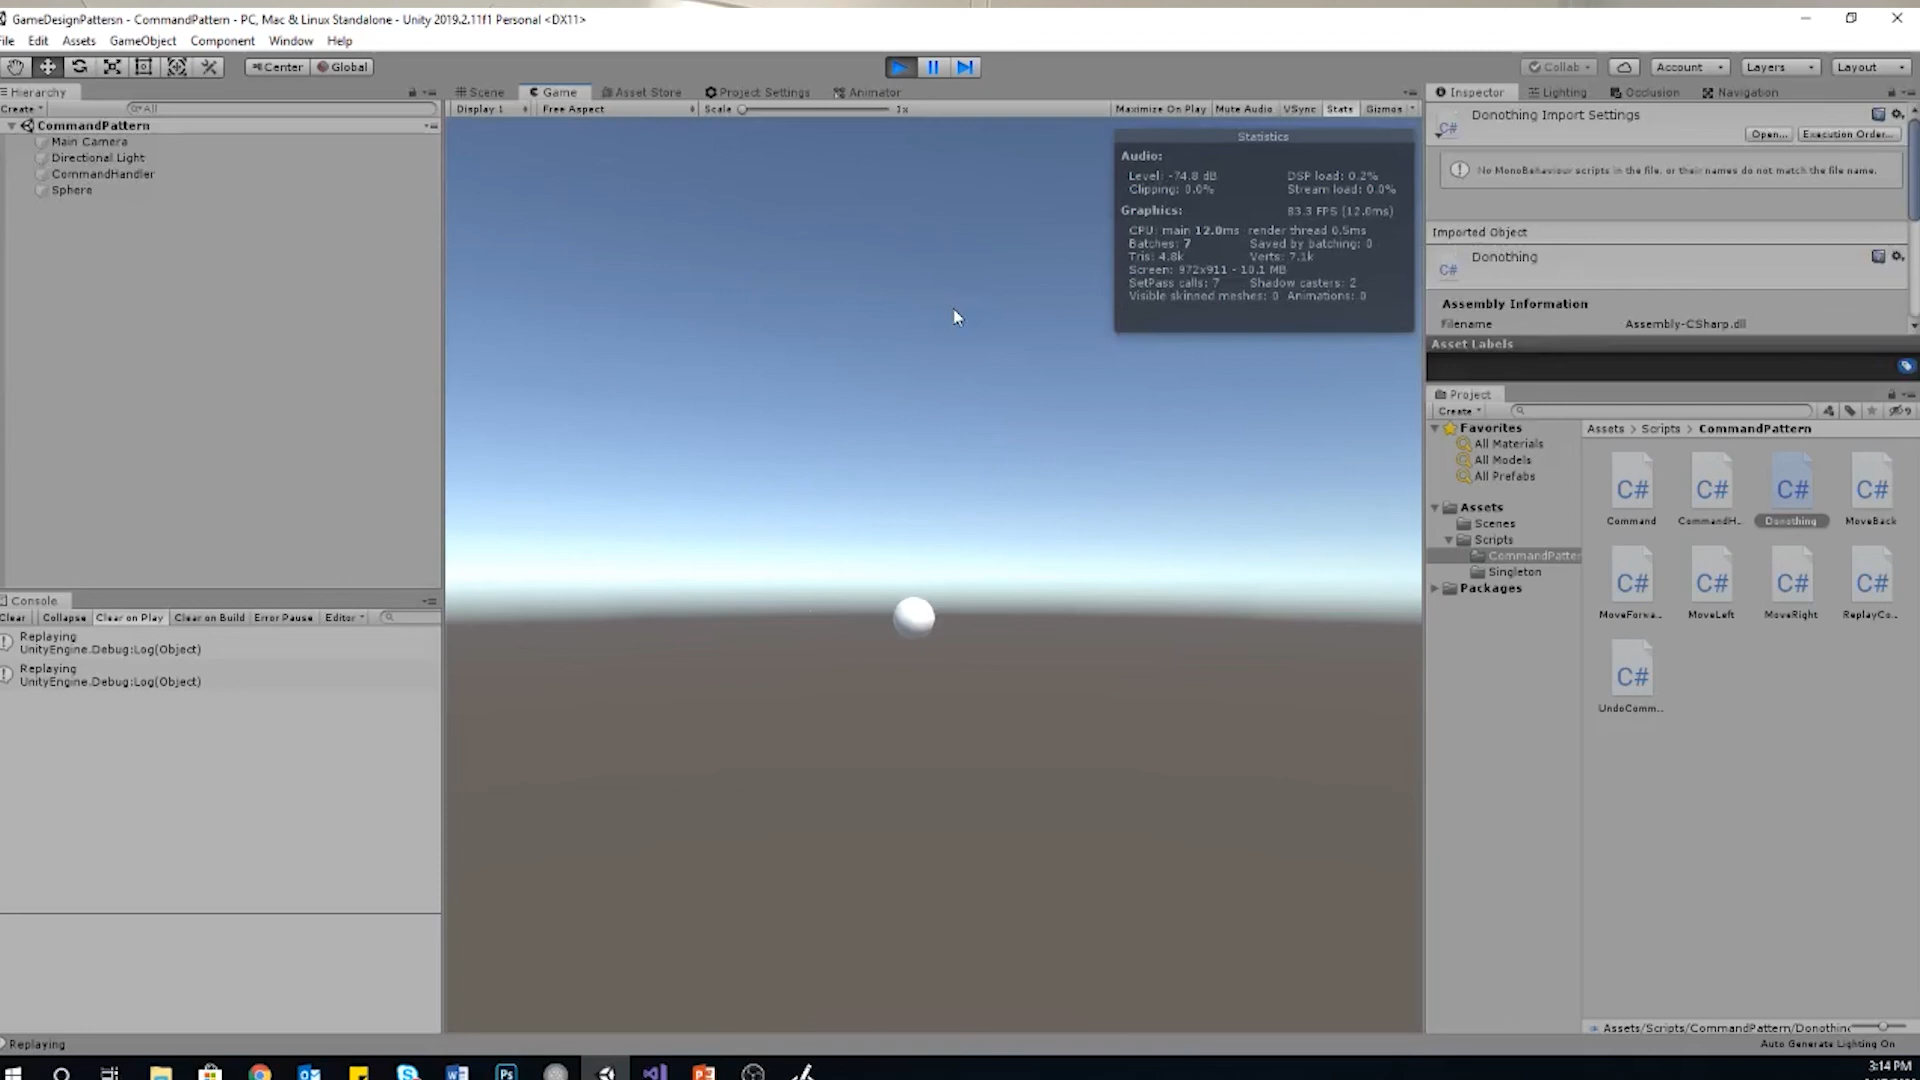 GameDesignPattersn - CommandPattern - PC, Mac & Linux Standalone - Unity 2019.2.11f1 Personal <DX11>
File Edit Assets GameObject Component Window Help
Center Global
Collab Account Layers Layout
Hierarchy
Create All
CommandPattern
Main Camera
Directional Light
CommandHandler
Sphere
Scene Game Asset Store Project Settings Animator
Display 1 Free Aspect Scale 1x Maximize On Play Mute Audio VSync Stats Gizmos
Statistics
Audio:
Level: -74.8 dB DSP load: 0.2%
Clipping: 0.0% Stream load: 0.0%
Graphics: 83.3 FPS (12.0ms)
CPU: main 12.0ms render thread 0.5ms
Batches: 7 Saved by batching: 0
Tris: 4.8k Verts: 7.1k
Screen: 972x911 - 10.1 MB
SetPass calls: 7 Shadow casters: 2
Visible skinned meshes: 0 Animations: 0
Inspector Lighting Occlusion Navigation
C#
Donothing Import Settings
Open... Execution Order...
No MonoBehaviour scripts in the file, or their names do not match the file name.
Imported Object
C#
Donothing
Assembly Information
Filename Assembly-CSharp.dll
Asset Labels
Project
Create
9
Favorites
All Materials
All Models
All Prefabs
Assets
Scenes
Scripts
CommandPatter
Singleton
Packages
Assets > Scripts > CommandPattern
C# C# C# C#
Command CommandH... Donothing MoveBack
C# C# C# C#
MoveForwa... MoveLeft MoveRight ReplayCo...
C#
UndoComm...
Assets/Scripts/CommandPattern/Donothing
Auto Generate Lighting On
Console
Clear Collapse Clear on Play Clear on Build Error Pause Editor
Replaying
UnityEngine.Debug:Log(Object)
Replaying
UnityEngine.Debug:Log(Object)
Replaying
Ps
3:14 PM